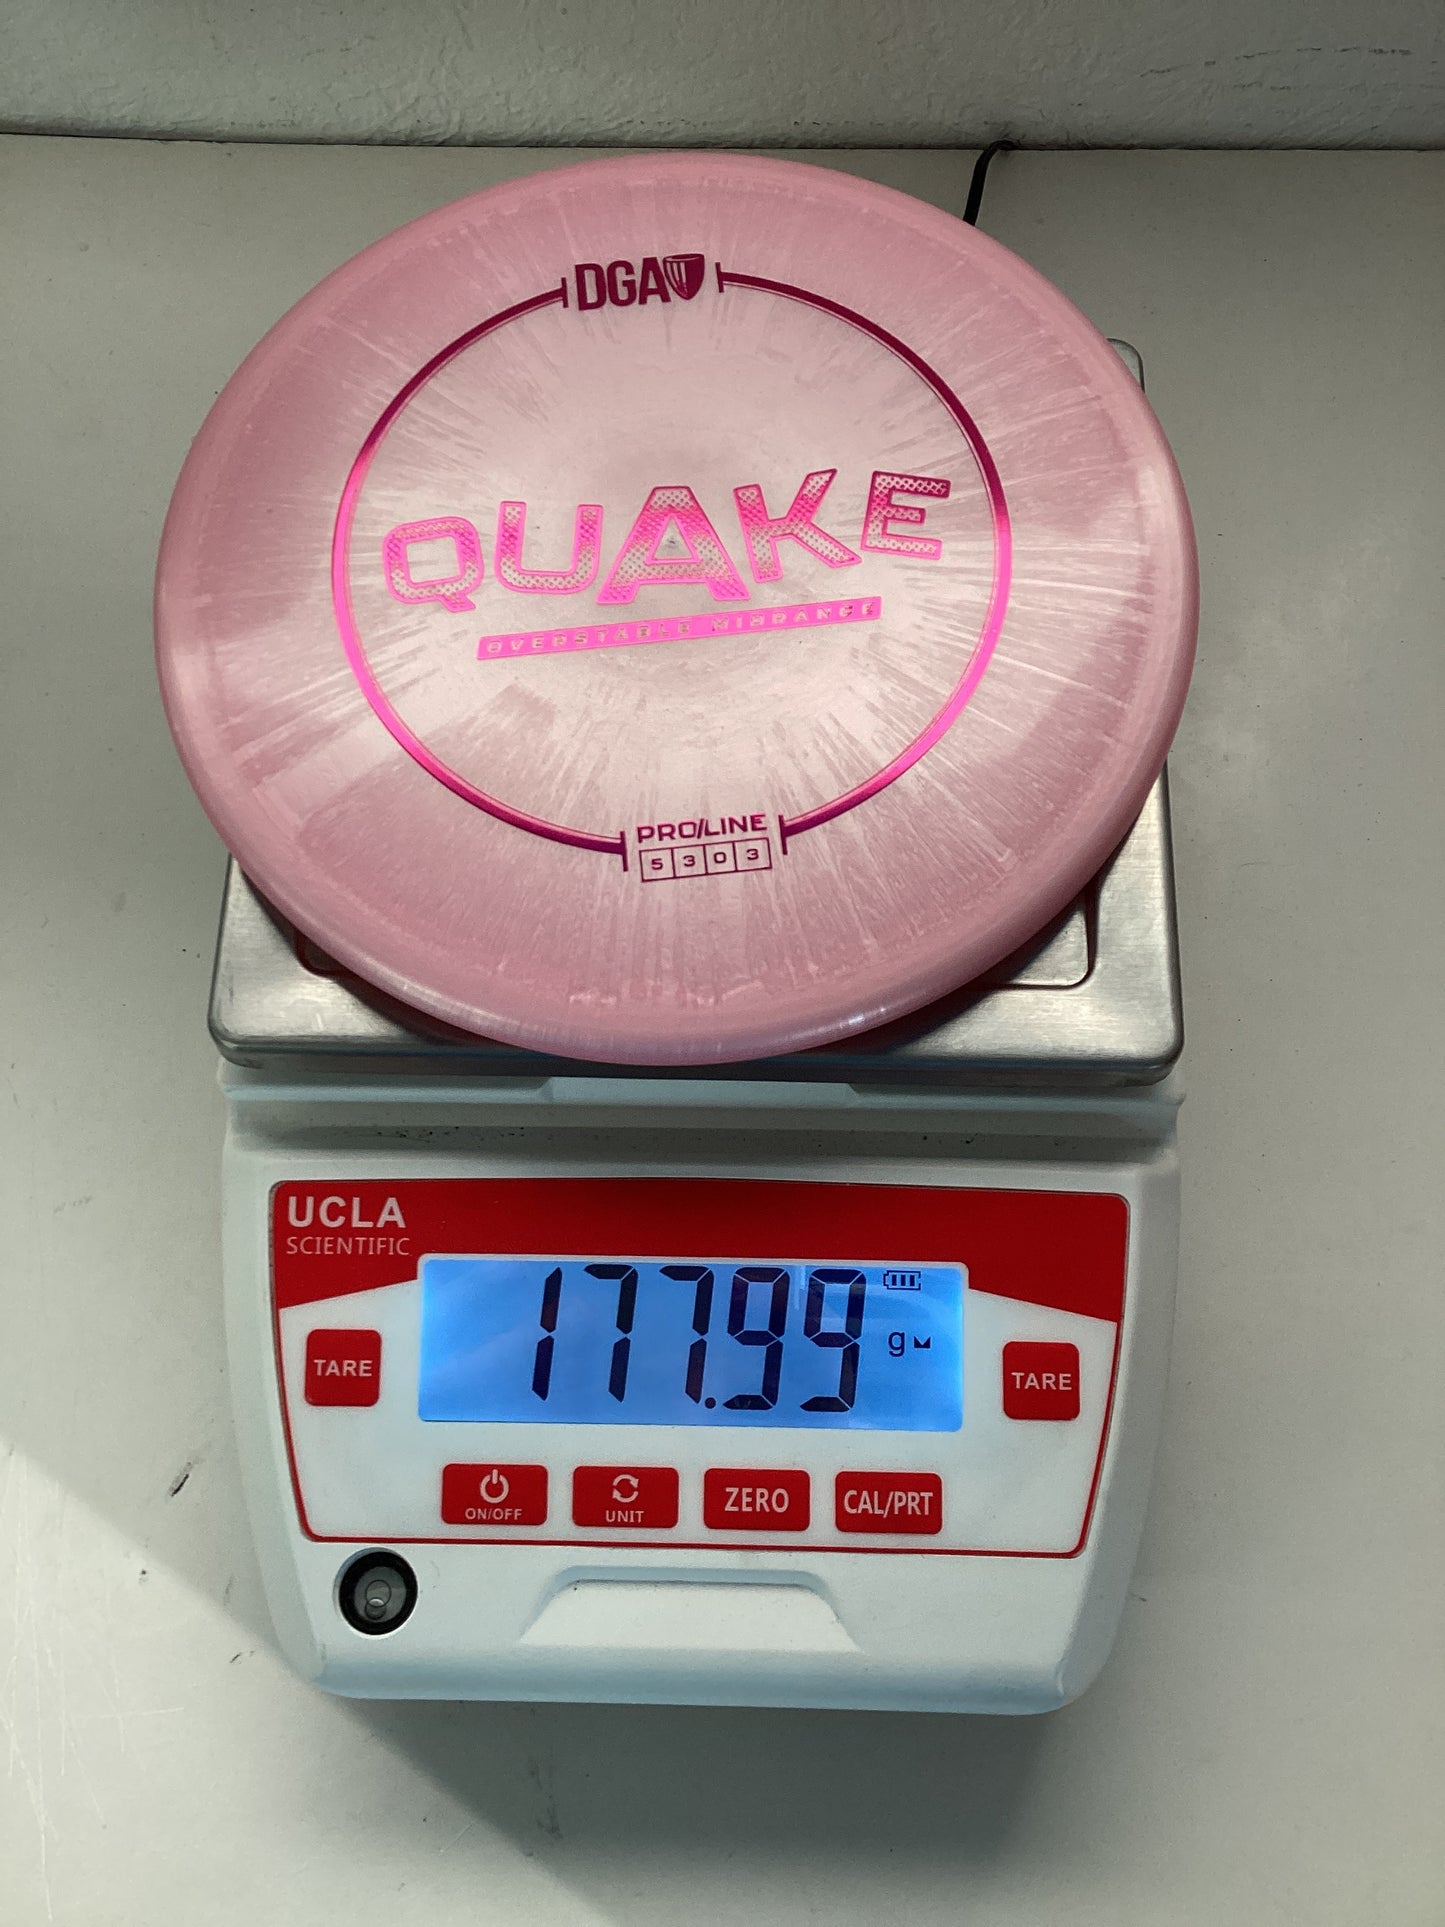 DGA
QUAKE
OVERSTABLE MIDRANGE
PRO/LINE
5 3 0 3
UCLA
SCIENTIFIC
177.99
g
TARE
TARE
ON/OFF
UNIT
ZERO
CAL/PRT